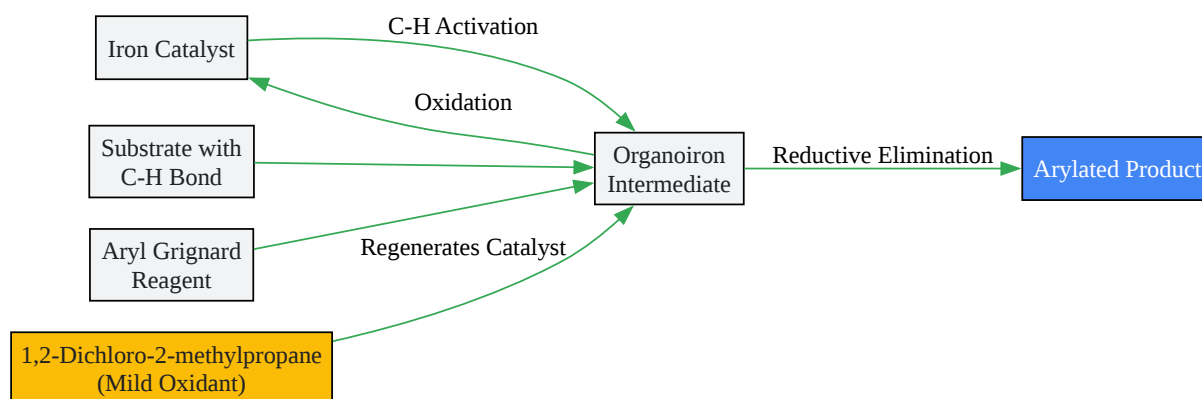 C-H Activation
Iron Catalyst
Oxidation
Substrate with
C-H Bond
Organoiron
Intermediate
Reductive Elimination
Arylated Product
Aryl Grignard
Reagent
Regenerates Catalyst
1,2-Dichloro-2-methylpropane
(Mild Oxidant)